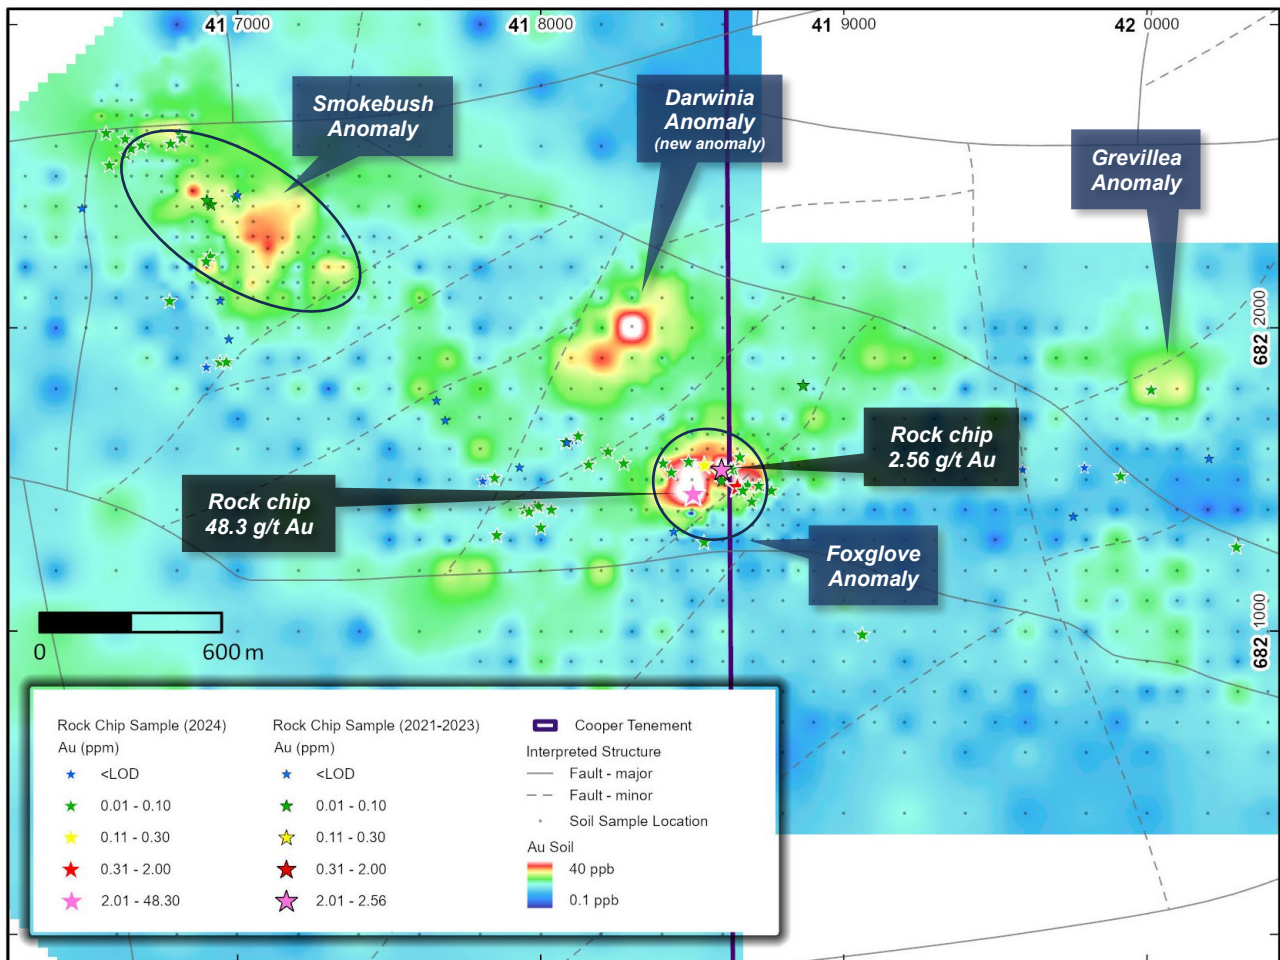 41 7000
41 8000
41 9000
42 0000
Smokebush
Anomaly
Darwinia
Anomaly
(new anomaly)
Grevillea
Anomaly
682 2000
Rock chip
2.56 g/t Au
Rock chip
48.3 g/t Au
Foxglove
Anomaly
682 1000
0 600 m
Rock Chip Sample (2024)
Au (ppm)
<LOD
0.01 - 0.10
0.11 - 0.30
0.31 - 2.00
2.01 - 48.30
Rock Chip Sample (2021-2023)
Au (ppm)
<LOD
0.01 - 0.10
0.11 - 0.30
0.31 - 2.00
2.01 - 2.56
Cooper Tenement
Interpreted Structure
Fault - major
Fault - minor
Soil Sample Location
Au Soil
40 ppb
0.1 ppb